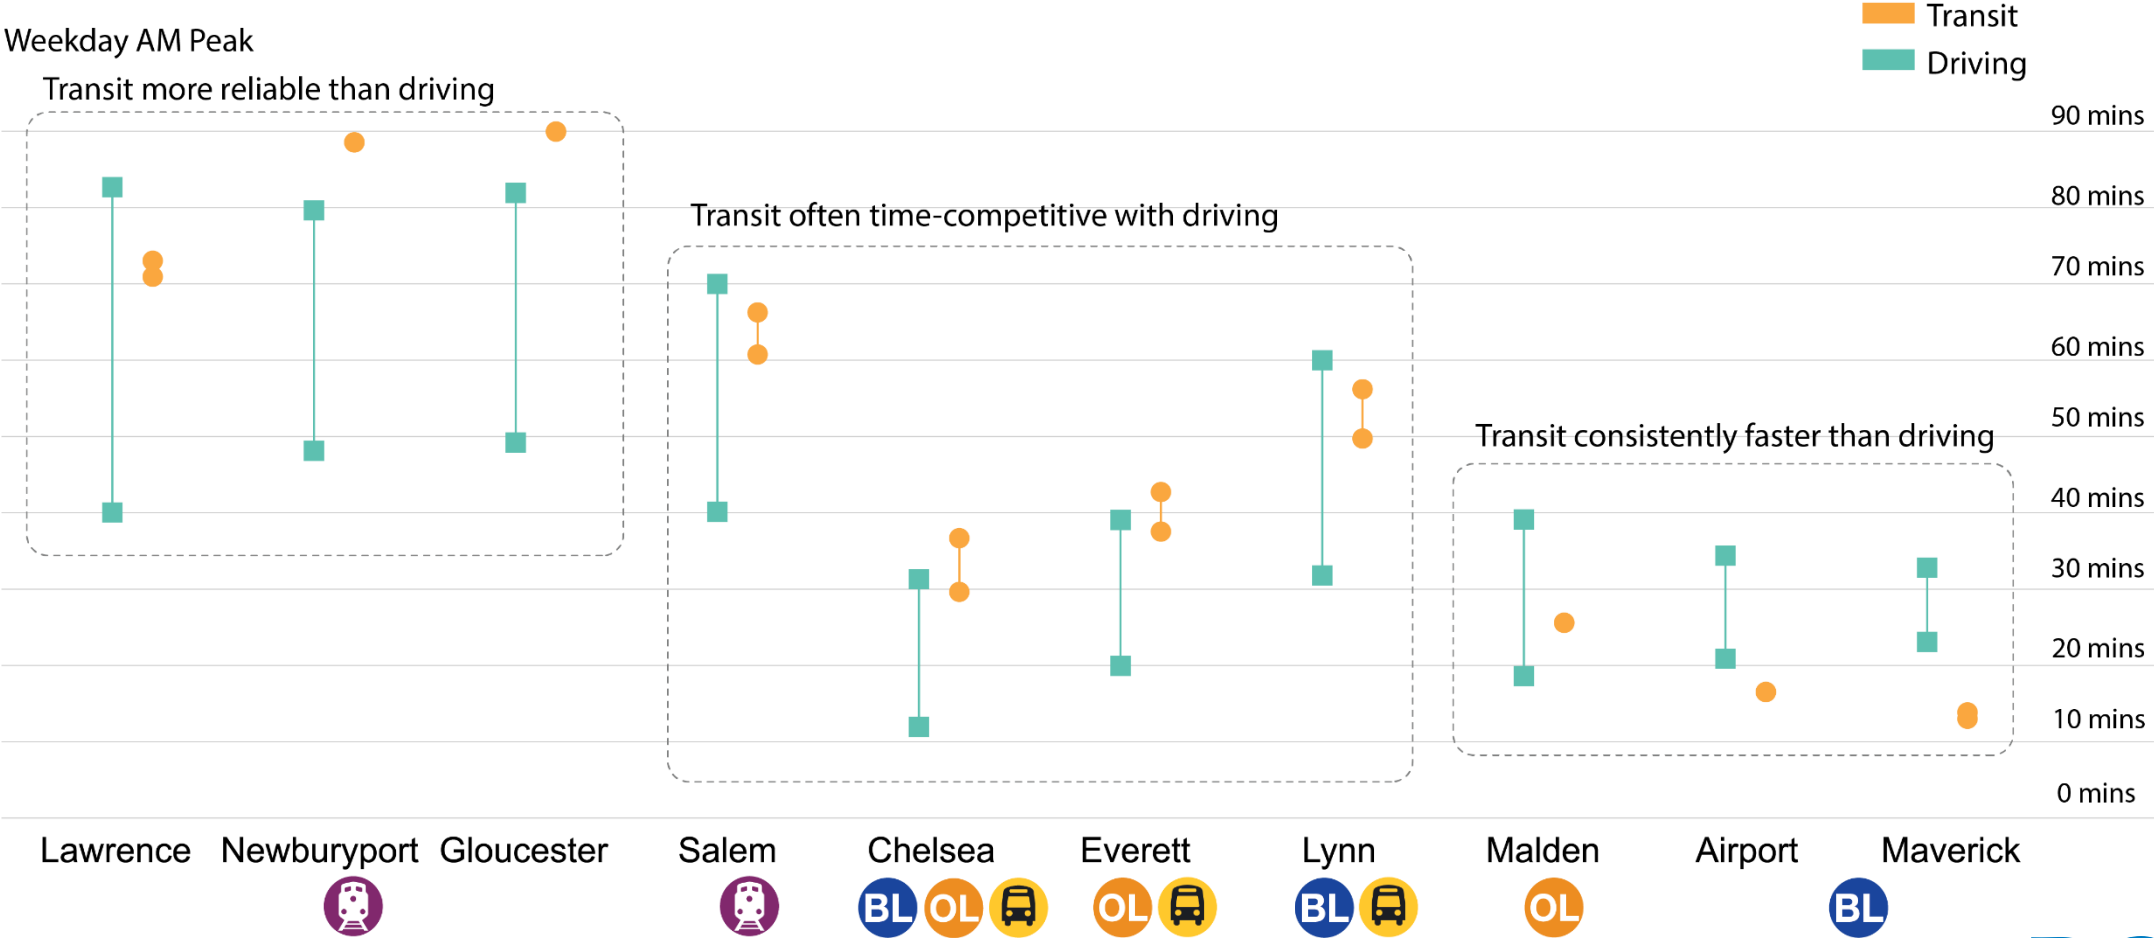 Transit
Driving
Weekday AM Peak
Transit more reliable than driving
90 mins
80 mins
Transit often time-competitive with driving
70 mins
60 mins
50 mins
Transit consistently faster than driving
40 mins
30 mins
20 mins
10 mins
0 mins
Lawrence Newburyport Gloucester Salem Chelsea Everett Lynn Malden Airport Maverick
BL OL OL BL OL BL